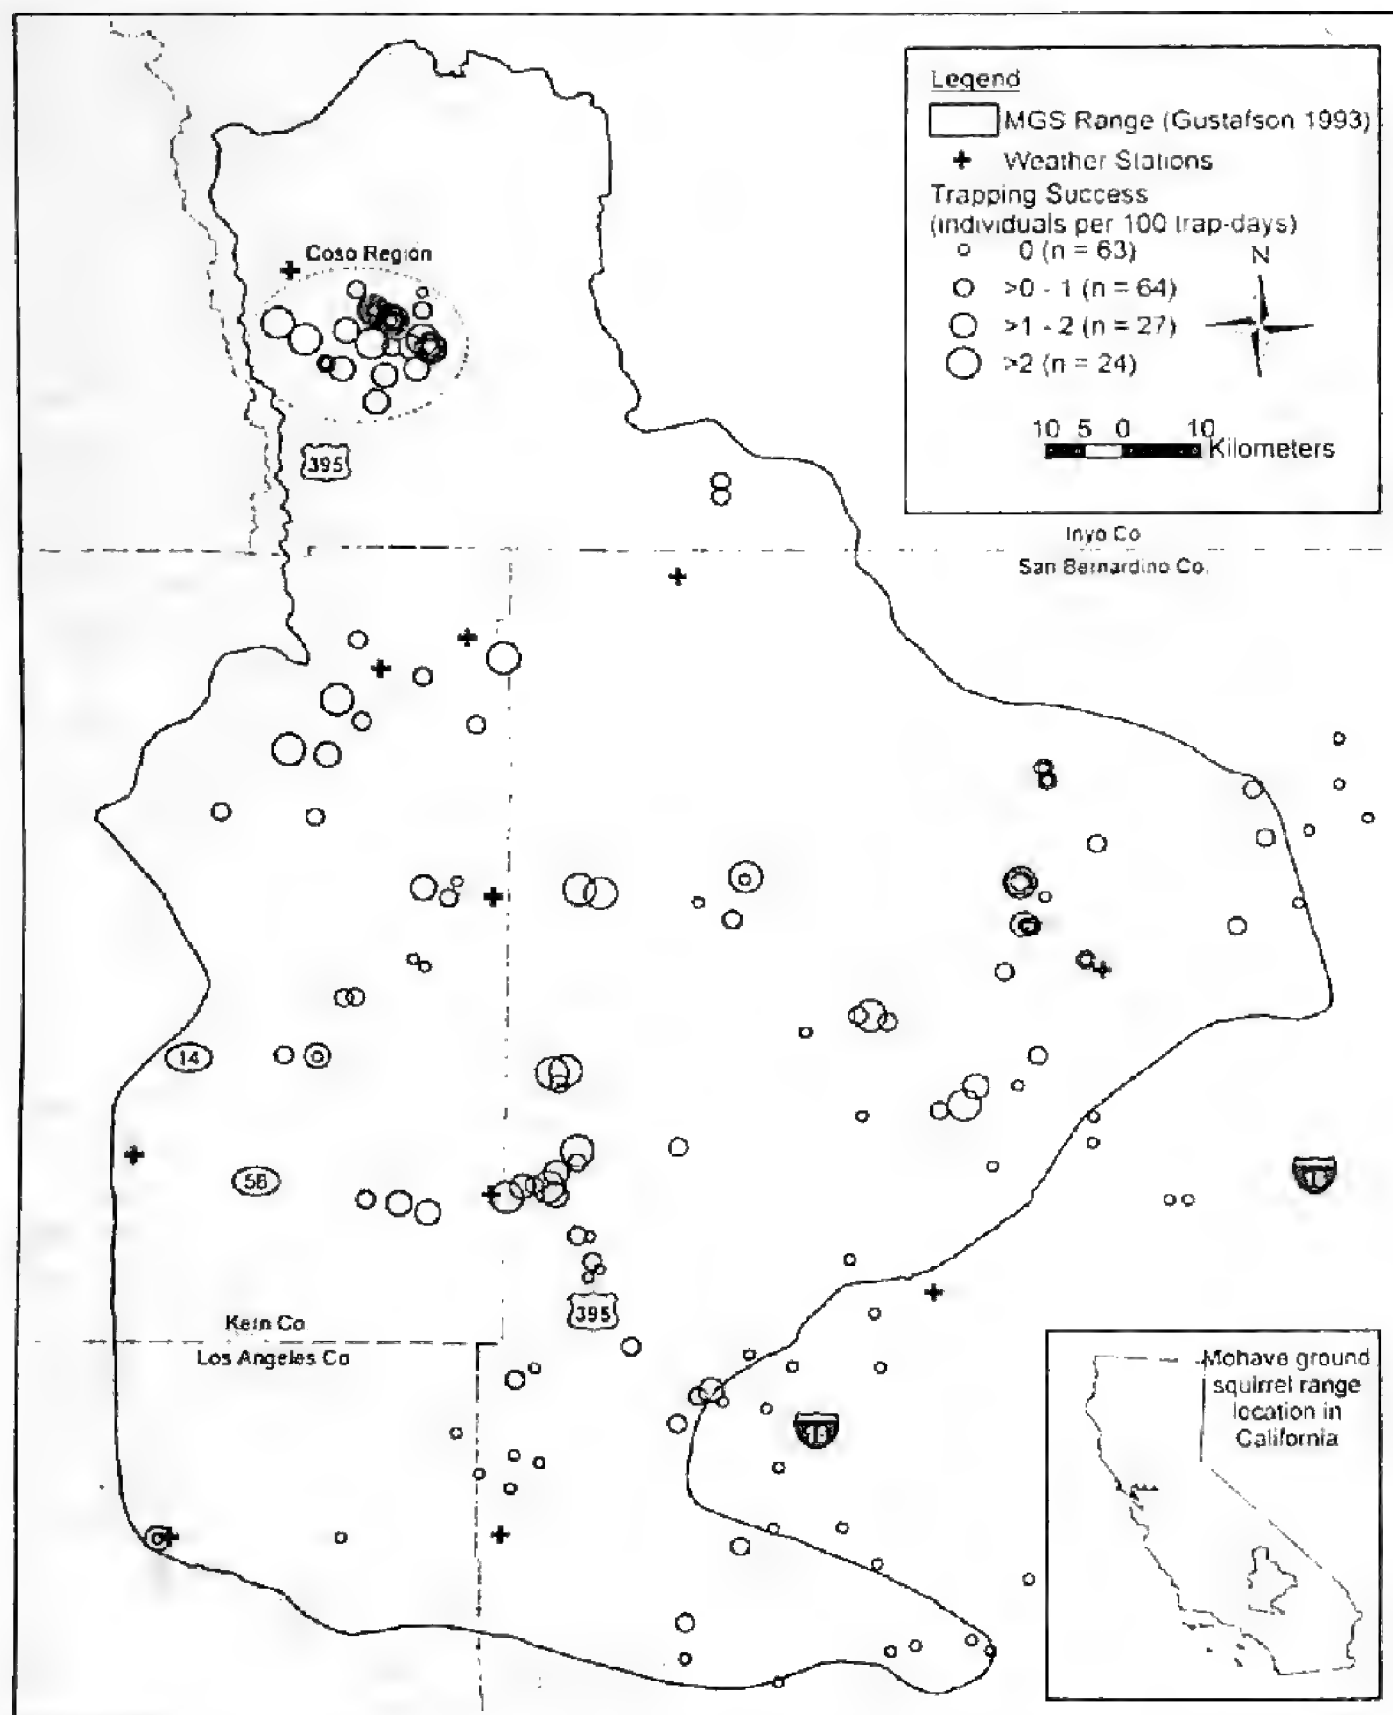 Legend
MGS Range (Gustafson 1993)
Weather Stations
Trapping Success
(individuals per 100 trap-days)
0 (n = 63)
>0 - 1 (n = 64)
>1 - 2 (n = 27)
>2 (n = 24)
N
10 5 0 10
Kilometers
Coso Region
395
Inyo Co
San Bernardino Co.
14
58
395
Kern Co
Los Angeles Co
Mohave ground
squirrel range
location in
California